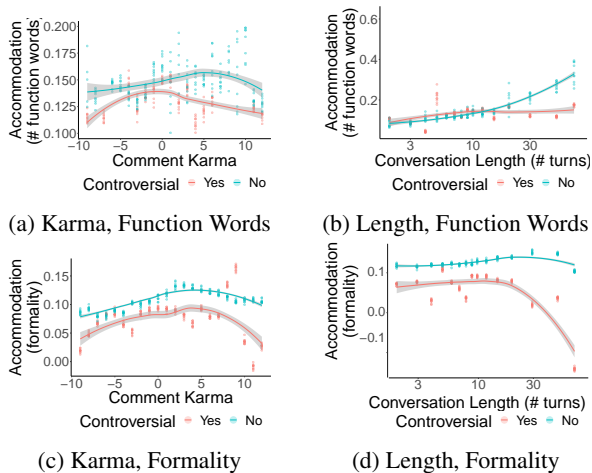 Accommodation
(# function words)
0.200
0.175
0.150
0.125
0.100
−10
−5
0
5
10
Comment Karma
Controversial Yes No
(a) Karma, Function Words
Accommodation
(# function words)
0.6
0.4
0.2
3
10
30
Conversation Length (# turns)
Controversial Yes No
(b) Length, Function Words
Accommodation
(formality)
0.15
0.10
0.05
0.00
−10
−5
0
5
10
Comment Karma
Controversial Yes No
(c) Karma, Formality
Accommodation
(formality)
0.1
0.0
−0.1
3
10
30
Conversation Length (# turns)
Controversial Yes No
(d) Length, Formality